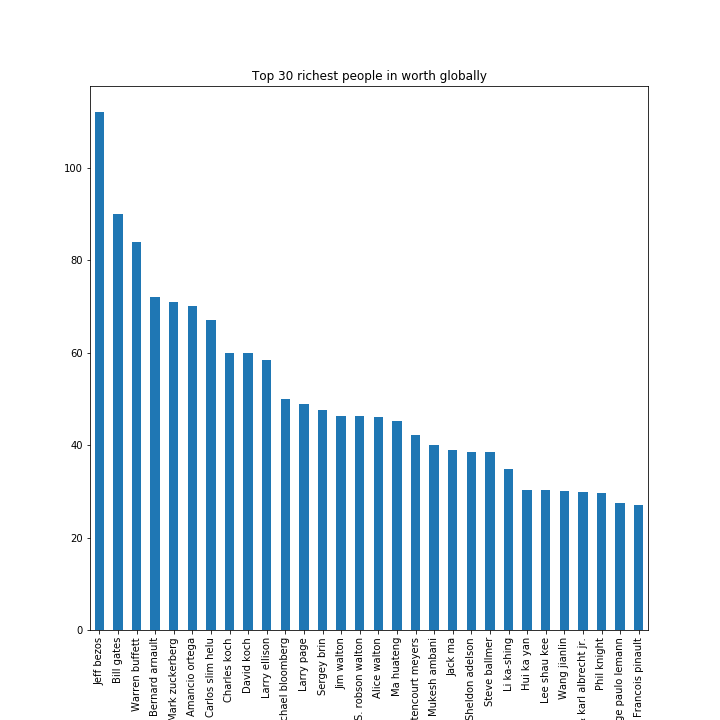 Top 30 richest people in worth globally
100
80
60
40
20
0
Jeff bezos
Bill gates
Warren buffett
Bernard arnault
Mark zuckerberg
Amancio ortega
Carlos slim helu
Charles koch
David koch
Larry ellison
chael bloomberg
Larry page
Sergey brin
Jim walton
S. robson walton
Alice walton
Ma huateng
tencourt meyers
Mukesh ambani
Jack ma
Sheldon adelson
Steve ballmer
Li ka-shing
Hui ka yan
Lee shau kee
Wang jianlin
karl albrecht jr.
Phil knight
ge paulo lemann
Francois pinault